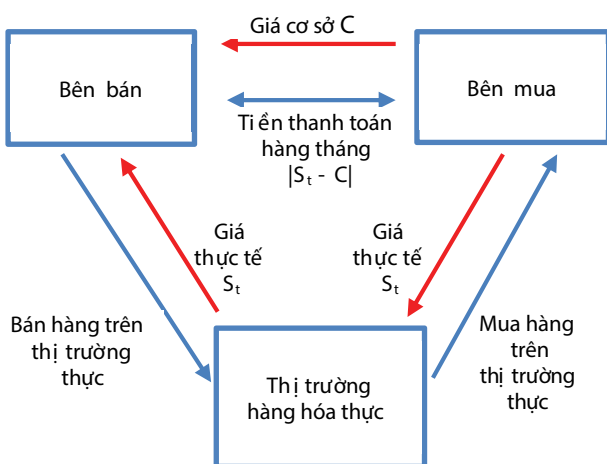 Giá cơ sở C
Bên bán
Bên mua
Tiền thanh toán
hàng tháng
|Sₜ - C|
Giá
thực tế
Sₜ
Giá
thực tế
Sₜ
Bán hàng trên
thị trường
thực
Mua hàng
trên
thị trường
thực
Thị trường
hàng hóa thực